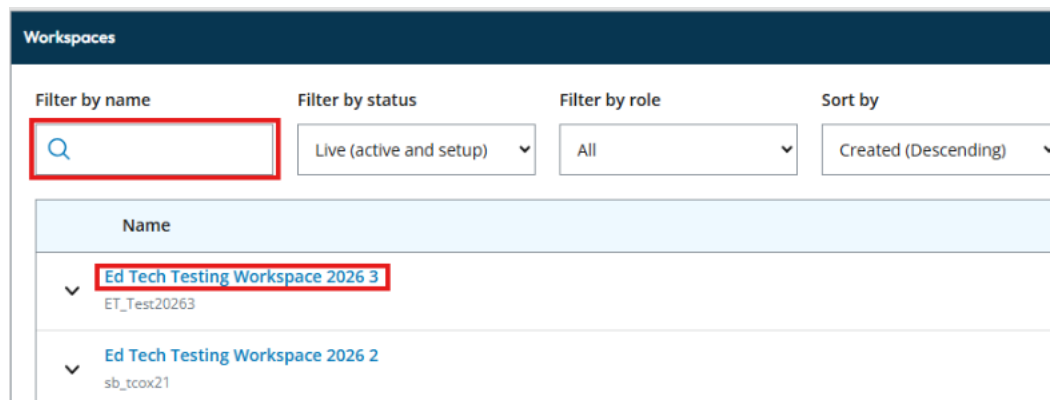 Workspaces
Filter by name
Filter by status
Filter by role
Sort by
Live (active and setup)
All
Created (Descending)
Name
Ed Tech Testing Workspace 2026 3
ET_Test20263
Ed Tech Testing Workspace 2026 2
sb_tcox21